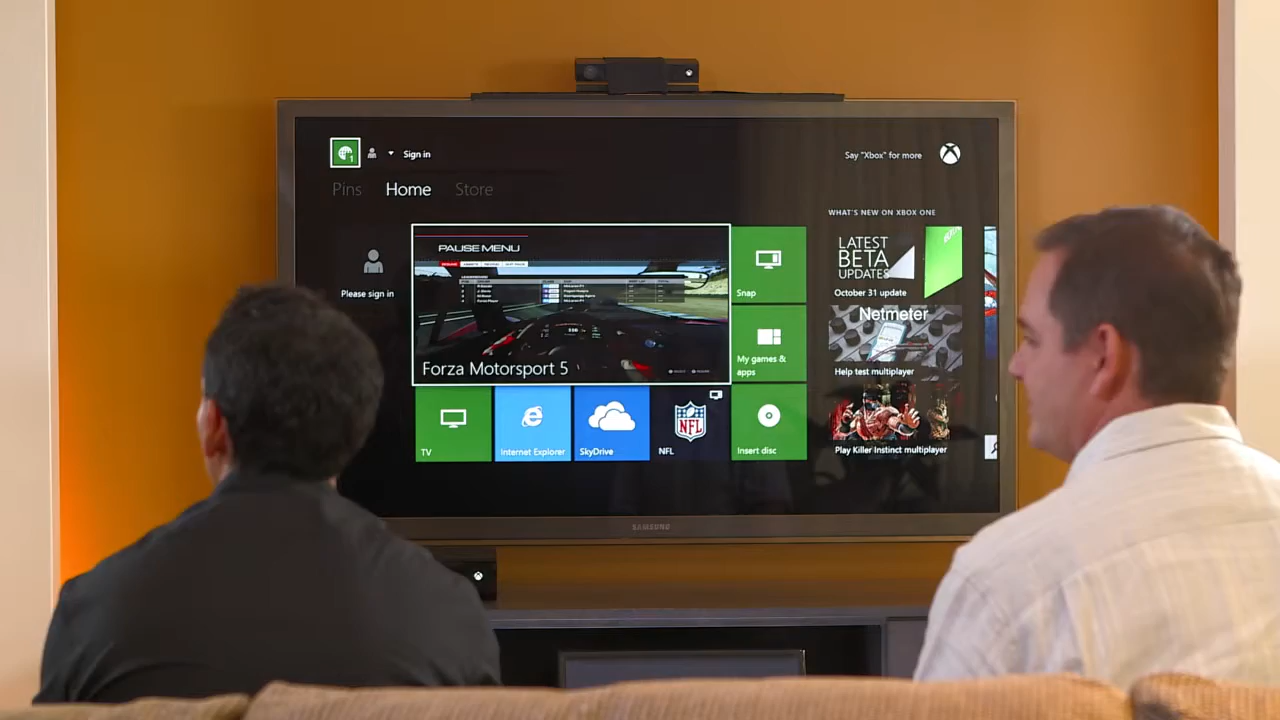 1
Sign in
Say "Xbox" for more
Pins Home Store
WHAT'S NEW ON XBOX ONE
Please sign in
PAUSE MENU
Forza Motorsport 5
Snap
My games &
apps
TV
Internet Explorer
SkyDrive
NFL
NFL
Insert disc
LATEST
BETA
UPDATES
October 31 update
Netmeter
Help test multiplayer
Play Killer Instinct multiplayer
SAMSUNG